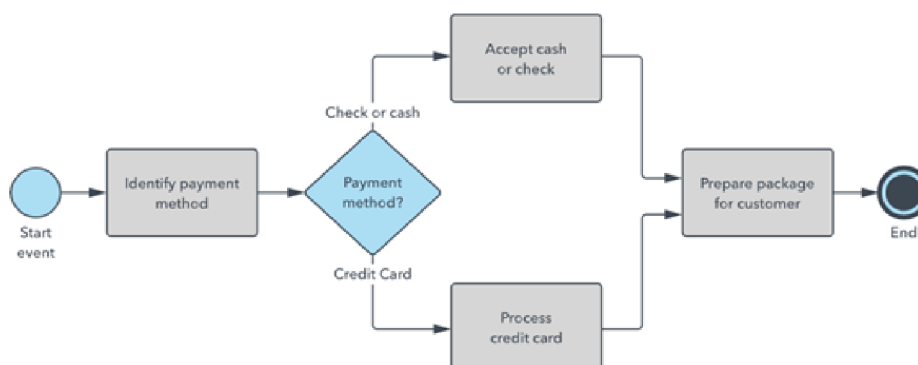 Accept cash
or check
Check or cash
Identify payment
method
Payment
method?
Prepare package
for customer
Start
event
End
Credit Card
Process
credit card